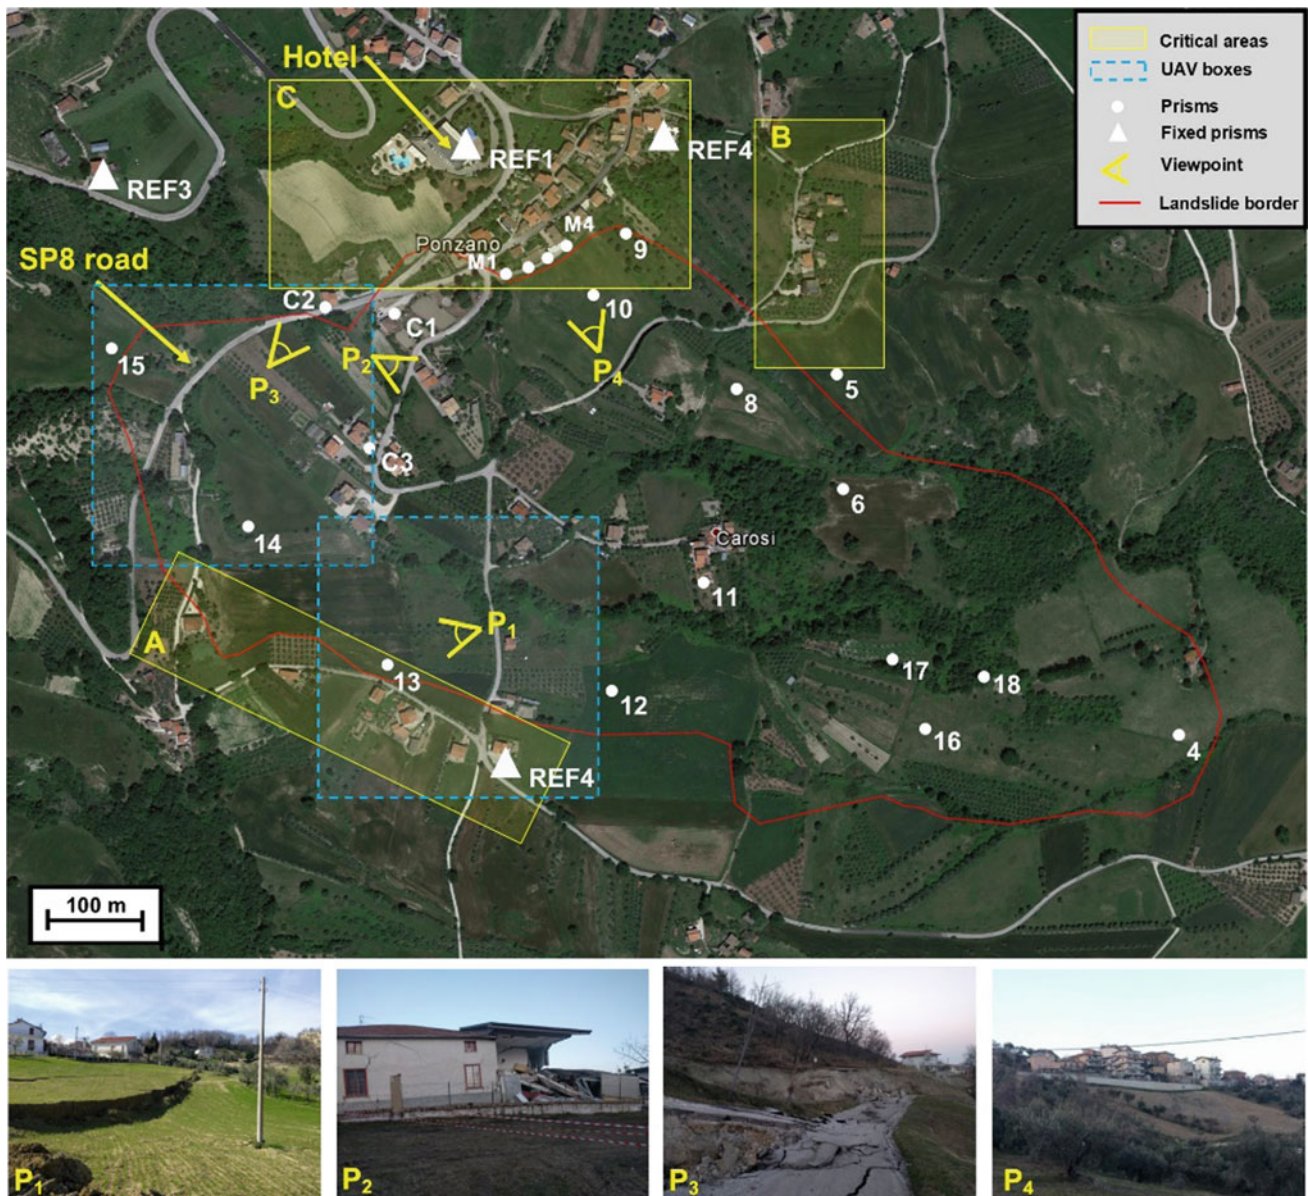 Critical areas
UAV boxes
Prisms
Fixed prisms
Viewpoint
Landslide border
Hotel
C
B
REF1
REF4
REF3
Ponzano
M4
9
M1
SP8 road
C2
C1
10
15
P2
P3
P4
5
8
C3
6
14
Carosi
11
P1
A
13
17
18
12
16
4
REF4
100 m
P1
P2
P3
P4